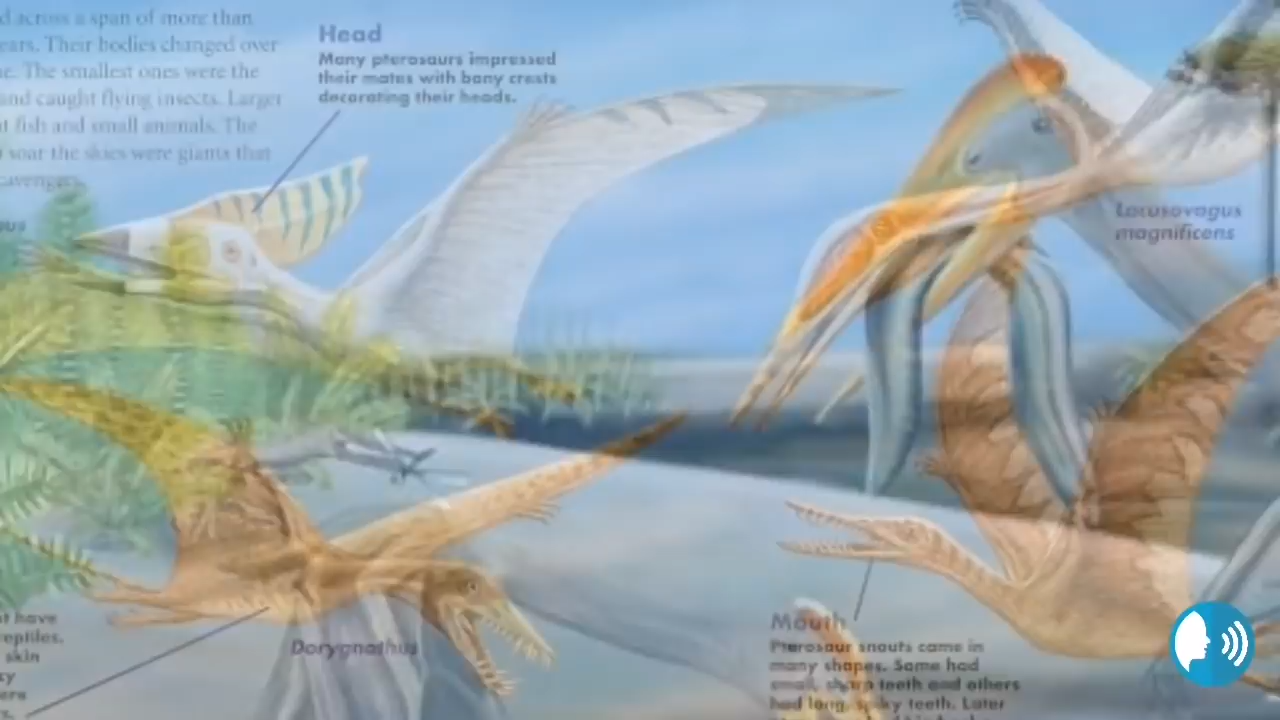 d across a span of more than
ears. Their bodies changed over
e. The smallest ones were the
and caught flying insects. Larger
t fish and small animals. The
soar the skies were giants that
cavengers
Head
Many pterosaurs impressed
their mates with bony crests
decorating their heads.
us
Lacusovagus
magnificens
t have
reptiles.
skin
ere
Dorygnathus
Mouth
Pterosaur snouts came in
many shapes. Some had
small, sharp teeth and others
had long, spiky teeth. Later